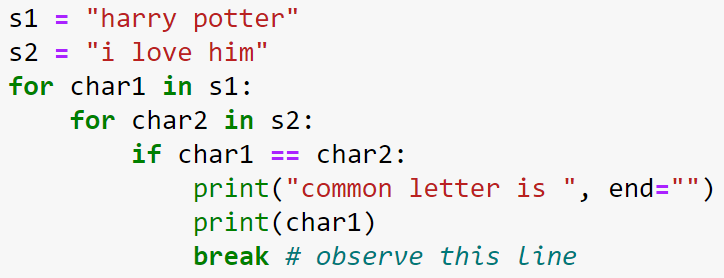 s1 = "harry potter"
s2 = "i love him"
for char1 in s1:
    for char2 in s2:
        if char1 == char2:
            print("common letter is ", end="")
            print(char1)
            break # observe this line